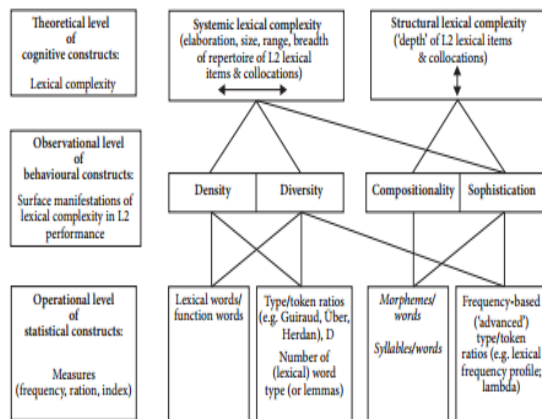 Theoretical level
of
cognitive constructs:
Lexical complexity
Systemic lexical complexity
(elaboration, size, range, breadth
of repertoire of L2 lexical
items & collocations)
Structural lexical complexity
('depth' of L2 lexical items
& collocations)
Observational level
of
behavioural constructs:
Surface manifestations of
lexical complexity in L2
performance
Density
Diversity
Compositionality
Sophistication
Operational level
of
statistical constructs:
Measures
(frequency, ration, index)
Lexical words/
function words
Type/token ratios
(e.g. Guiraud, Über,
Herdan), D
Number of
(lexical) word
type (or lemmas)
Morphemes/
words
Syllables/words
Frequency-based
('advanced')
type/token
ratios (e.g. lexical
frequency profile;
lambda)